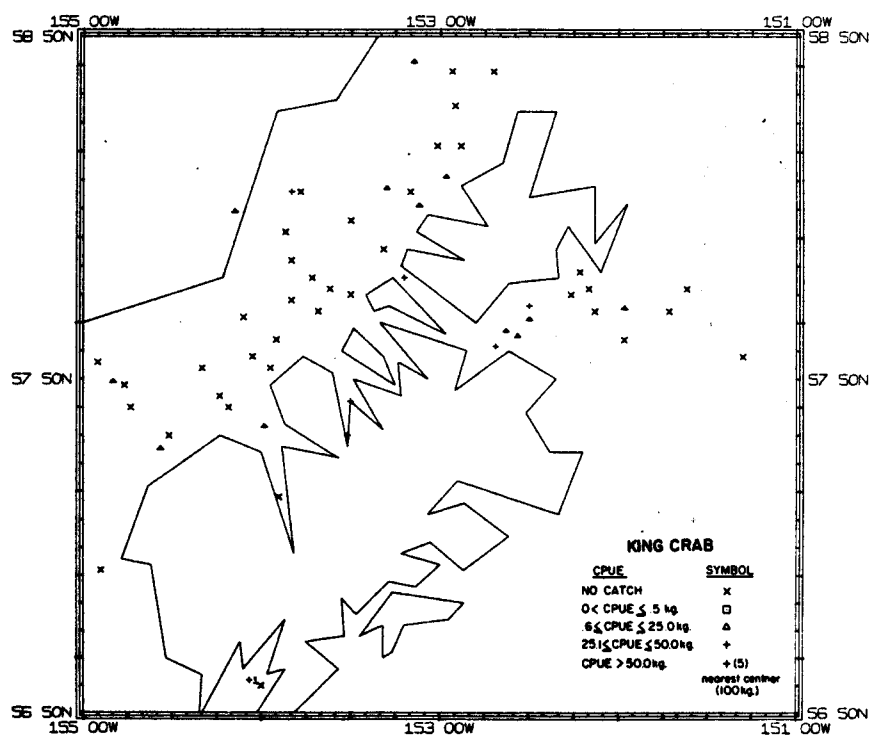 155 00W 153 00W 151 00W
58 50N 58 50N
57 50N 57 50N
KING CRAB
CPUE SYMBOL
NO CATCH x
0 < CPUE ≤ .5 kg. □
.6 ≤ CPUE ≤ 25.0 kg. △
25.1 ≤ CPUE ≤ 50.0 kg. +
CPUE > 50.0 kg. + (5)
nearest centner
(100 kg.)
+1
56 50N 56 50N
155 00W 153 00W 151 00W